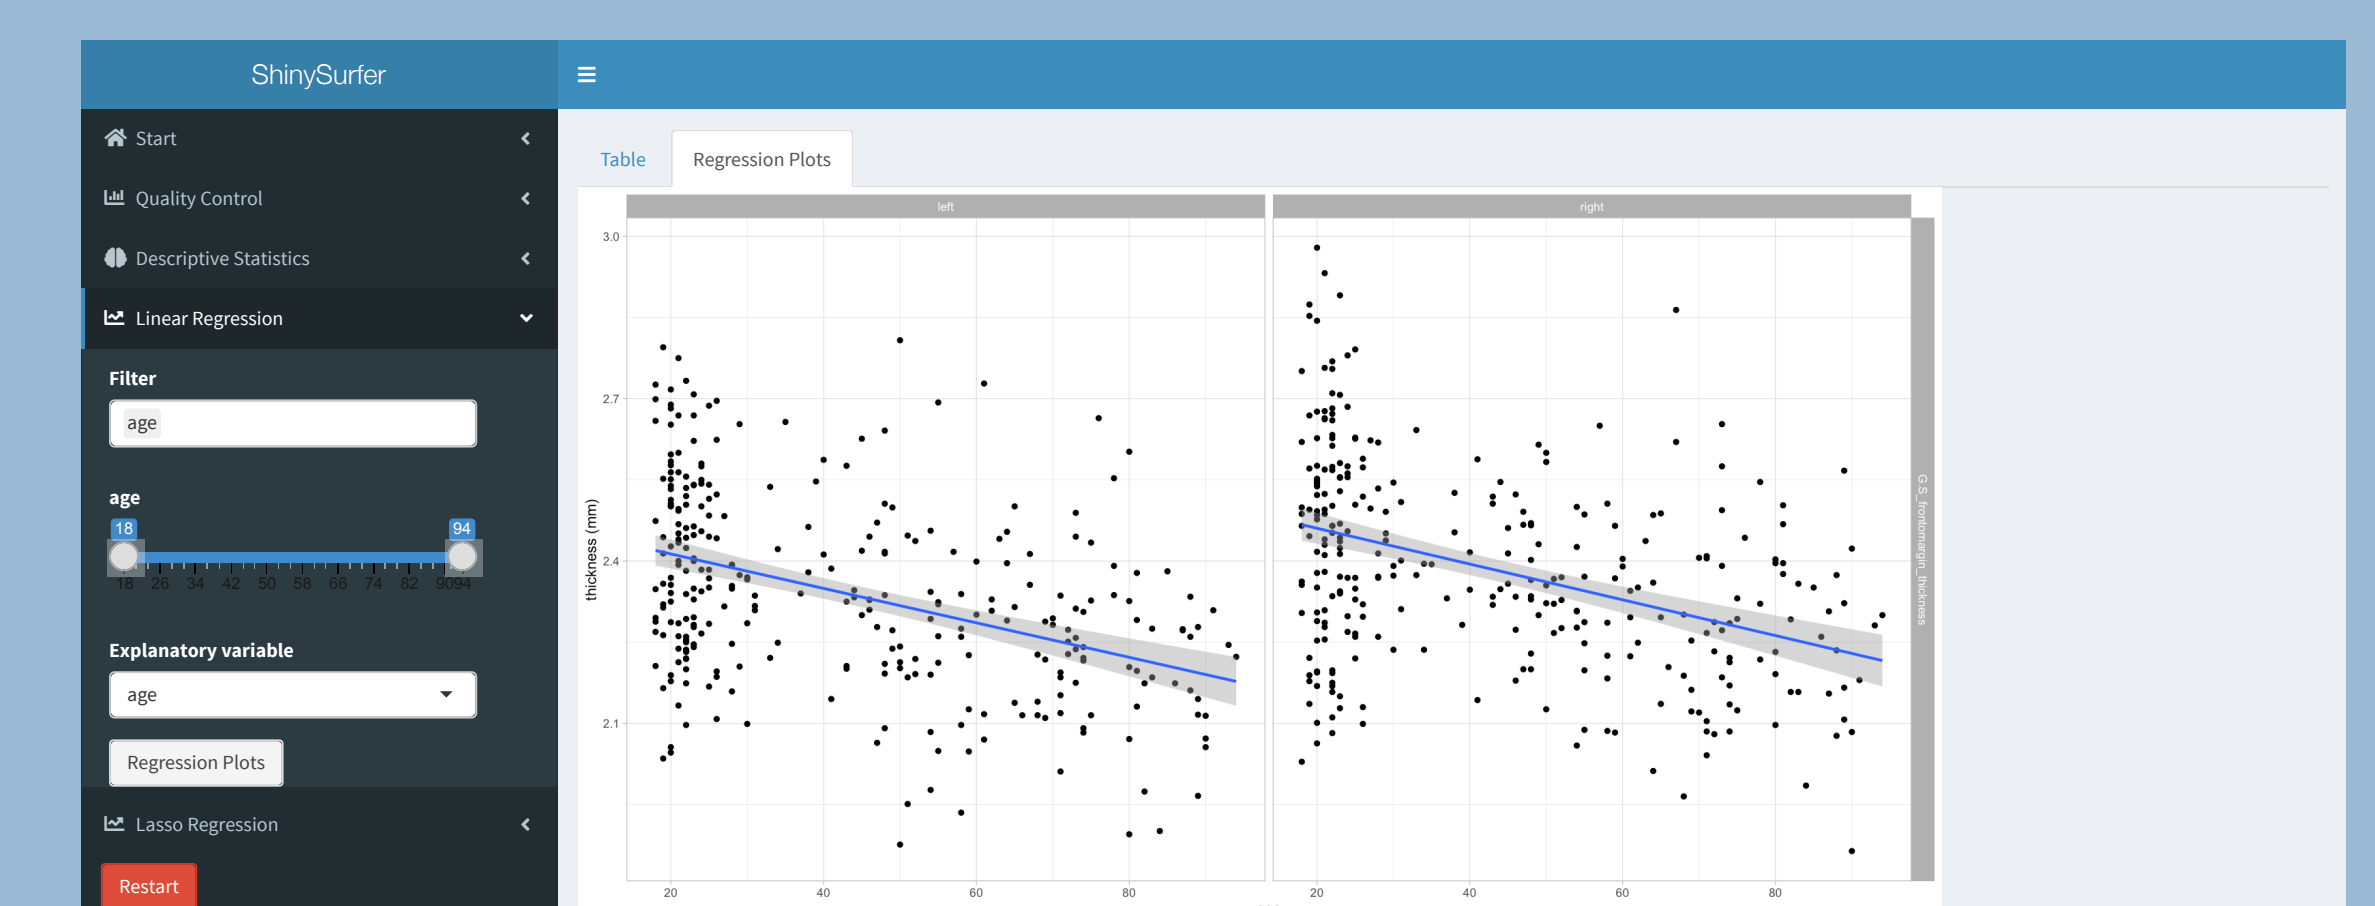 ShinySurfer
Start
Quality Control
Descriptive Statistics
Linear Regression
Filter
age
age
18 94
18 26 34 42 50 58 66 74 82 90 94
Explanatory variable
age
Regression Plots
Lasso Regression
Restart
Table Regression Plots
left right
3.0
2.7
2.4
2.1
thickness (mm)
G.S_frontomargin_thickness
20 40 60 80 20 40 60 80